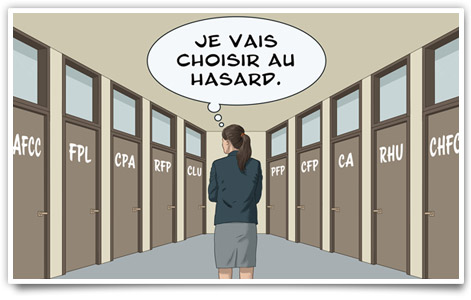 JE VAIS
CHOISIR AU
HASARD.
AFCC
FPL
CPA
RFP
CLU
PFP
CFP
CA
RHU
CHFC